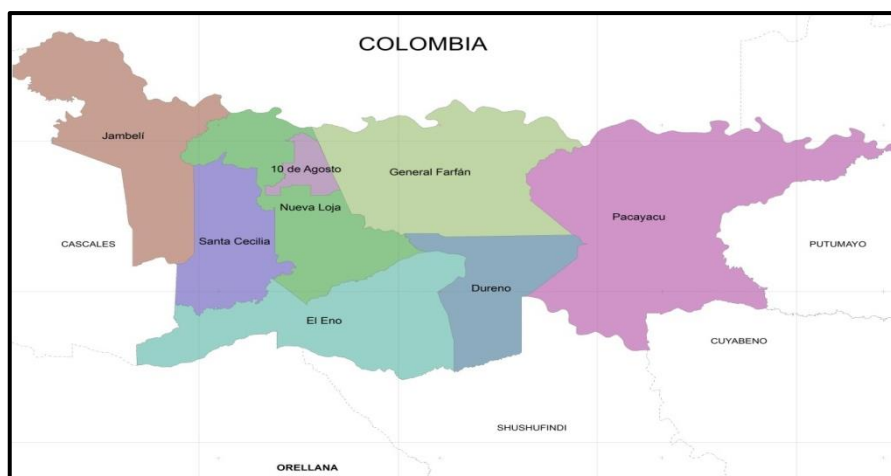 COLOMBIA
Jambelí
10 de Agosto
General Farfán
Nueva Loja
Pacayacu
CASCALES
Santa Cecilia
PUTUMAYO
Dureno
El Eno
CUYABENO
SHUSHUFINDI
ORELLANA